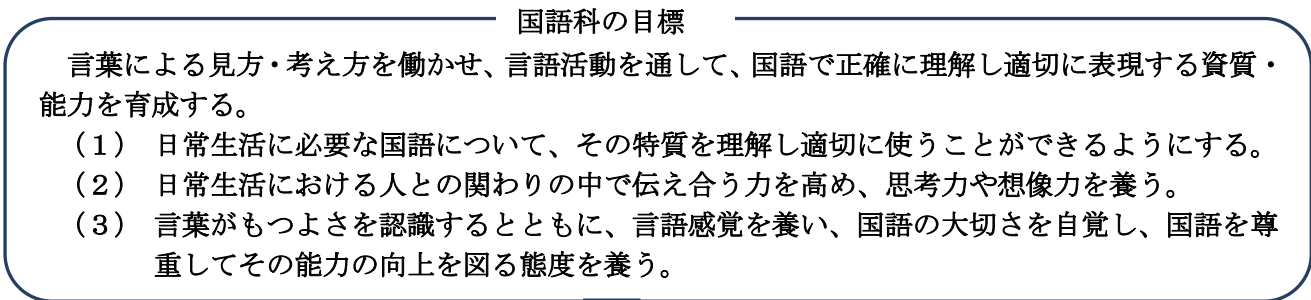 国語科の目標
言葉による見方・考え方を働かせ、言語活動を通して、国語で正確に理解し適切に表現する資質・
能力を育成する。
（１） 日常生活に必要な国語について、その特質を理解し適切に使うことができるようにする。
（２） 日常生活における人との関わりの中で伝え合う力を高め、思考力や想像力を養う。
（３） 言葉がもつよさを認識するとともに、言語感覚を養い、国語の大切さを自覚し、国語を尊
重してその能力の向上を図る態度を養う。